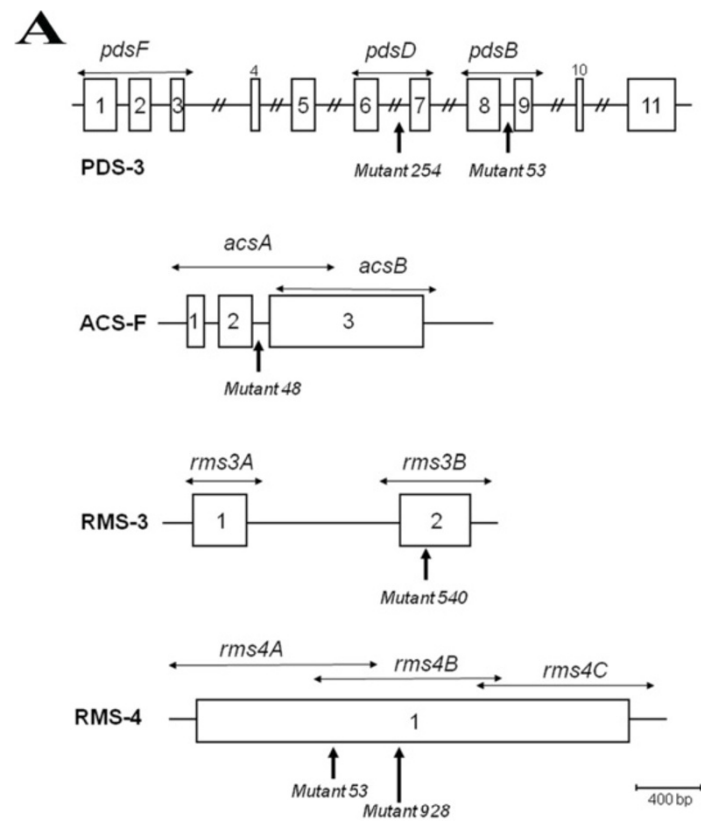 A
pdsF pdsD pdsB
4 10
1 2 3 // // 5 // 6 // 7 // 8 9 // // 11
Mutant 254 Mutant 53
PDS-3
acsA
acsB
ACS-F 1 2 3
Mutant 48
rms3A rms3B
RMS-3 1 2
Mutant 540
rms4A rms4B rms4C
RMS-4 1
Mutant 53
Mutant 928
400 bp